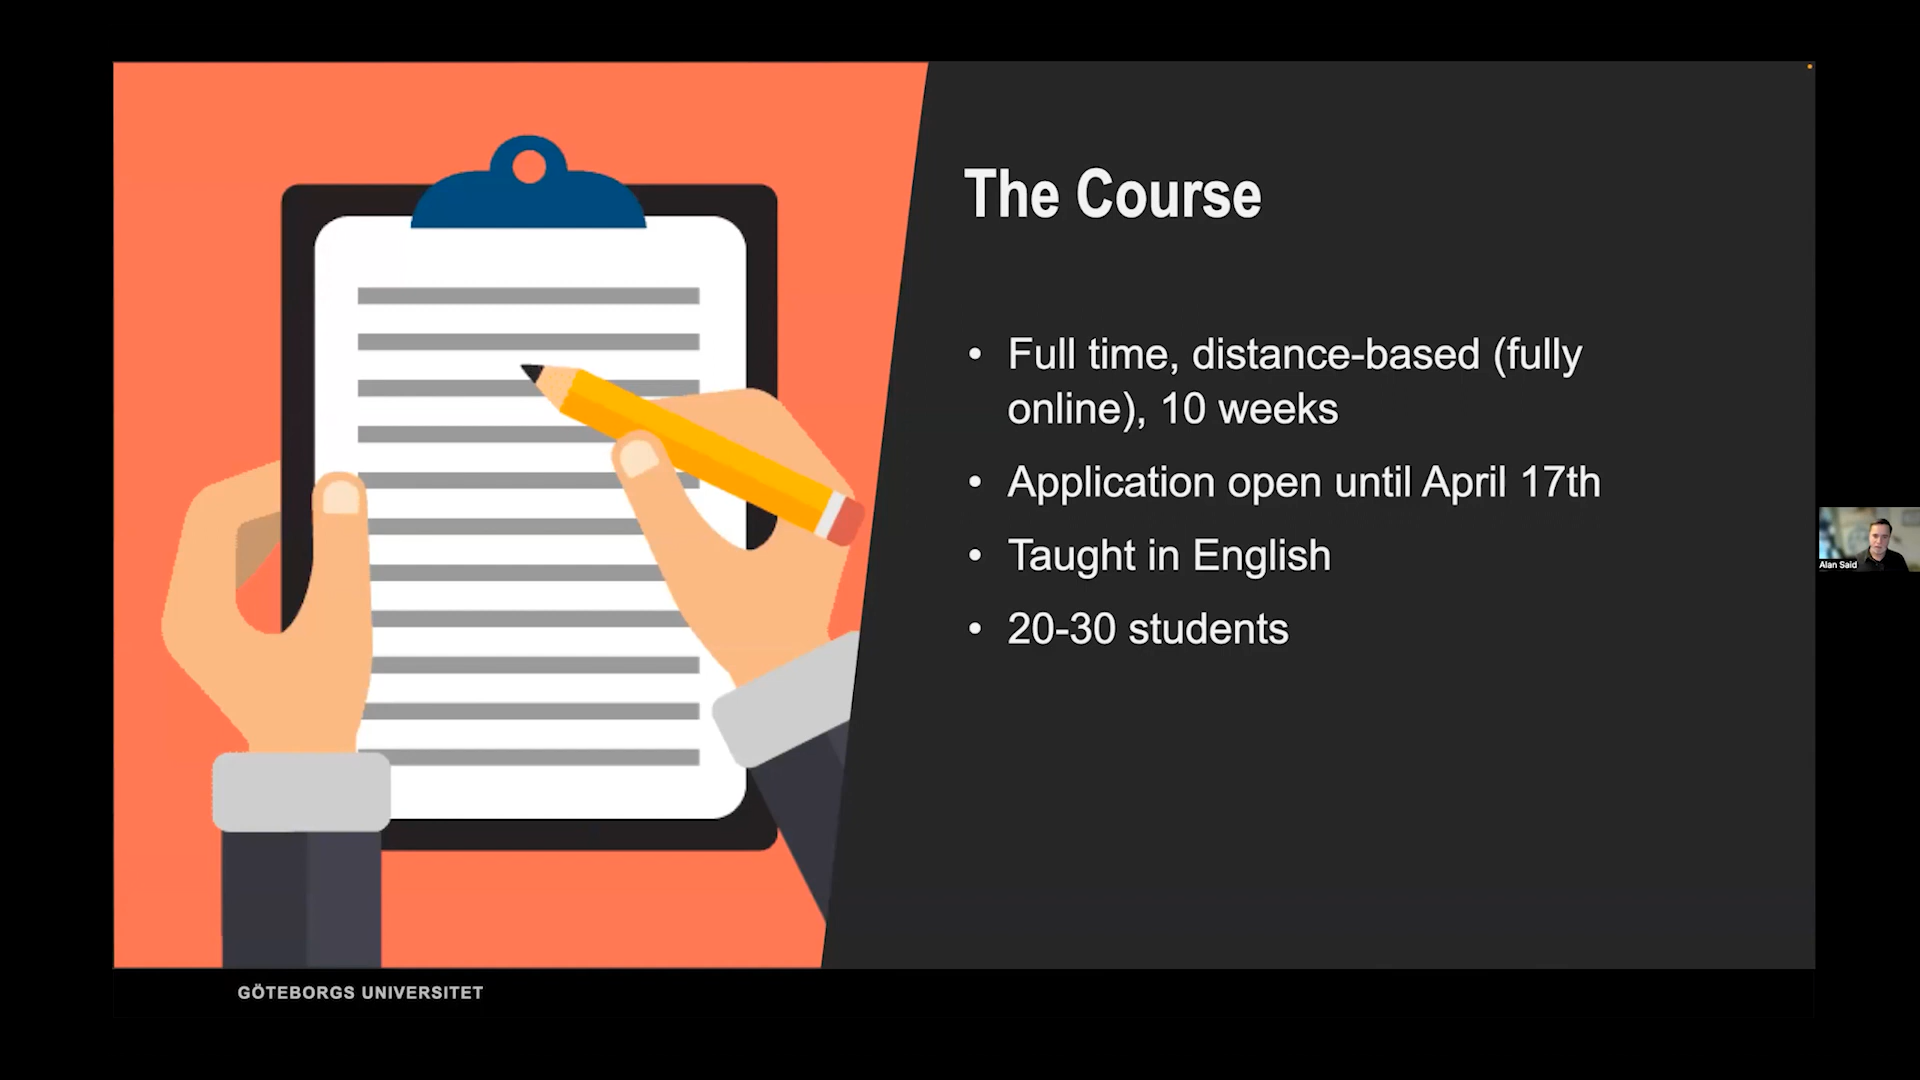 The Course
• Full time, distance-based (fully
online), 10 weeks
• Application open until April 17th
• Taught in English
• 20-30 students
Alan Said
GÖTEBORGS UNIVERSITET